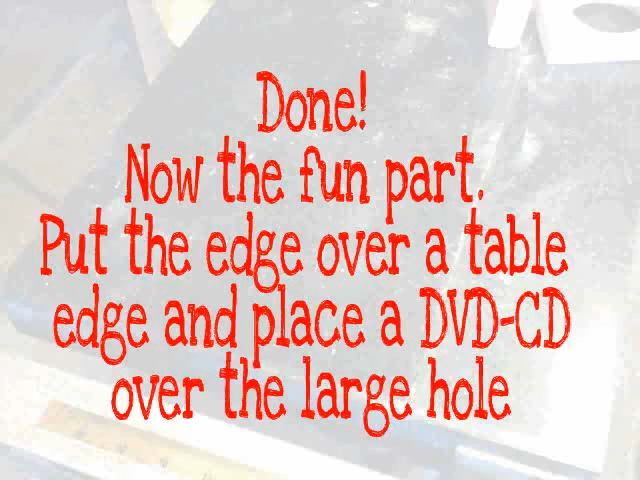 Done!
Now the fun part.
Put the edge over a table
edge and place a DVD-CD
over the large hole